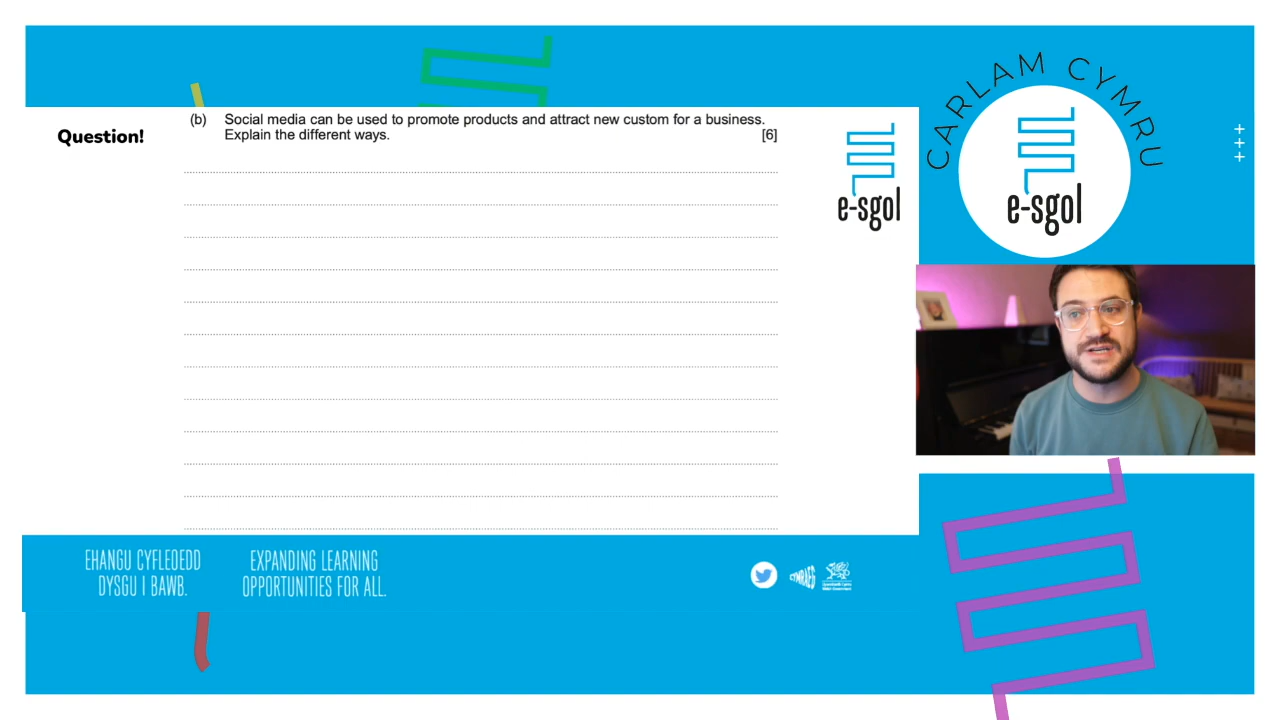 CARLAM CYMRU
e-sgol
Question!
(b) Social media can be used to promote products and attract new custom for a business.
Explain the different ways. [6]
e-sgol
EHANGU CYFLEOEDD
DYSGU I BAWB.
EXPANDING LEARNING
OPPORTUNITIES FOR ALL.
CYMRAEG